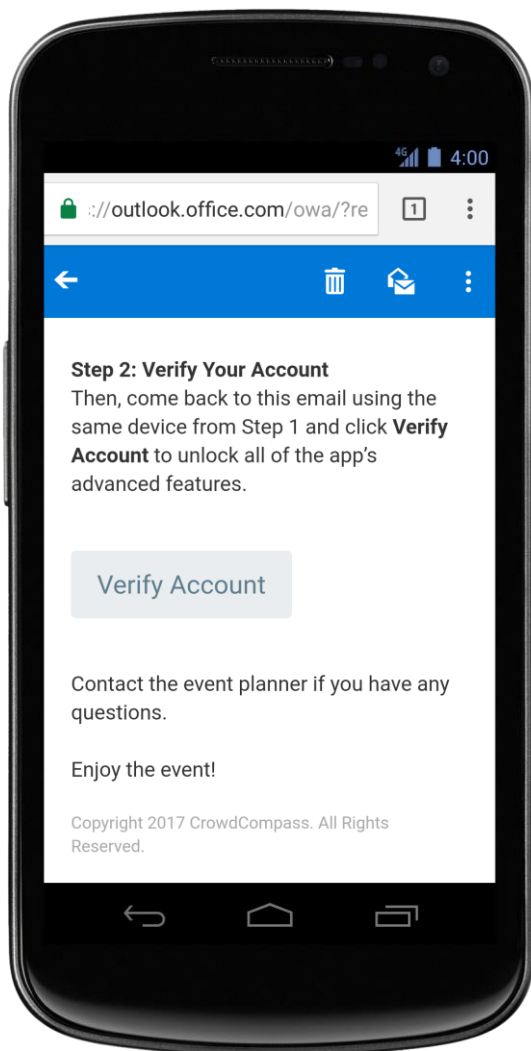 4G 4:00
://outlook.office.com/owa/?re 1
Step 2: Verify Your Account
Then, come back to this email using the
same device from Step 1 and click Verify
Account to unlock all of the app's
advanced features.
Verify Account
Contact the event planner if you have any
questions.
Enjoy the event!
Copyright 2017 CrowdCompass. All Rights
Reserved.